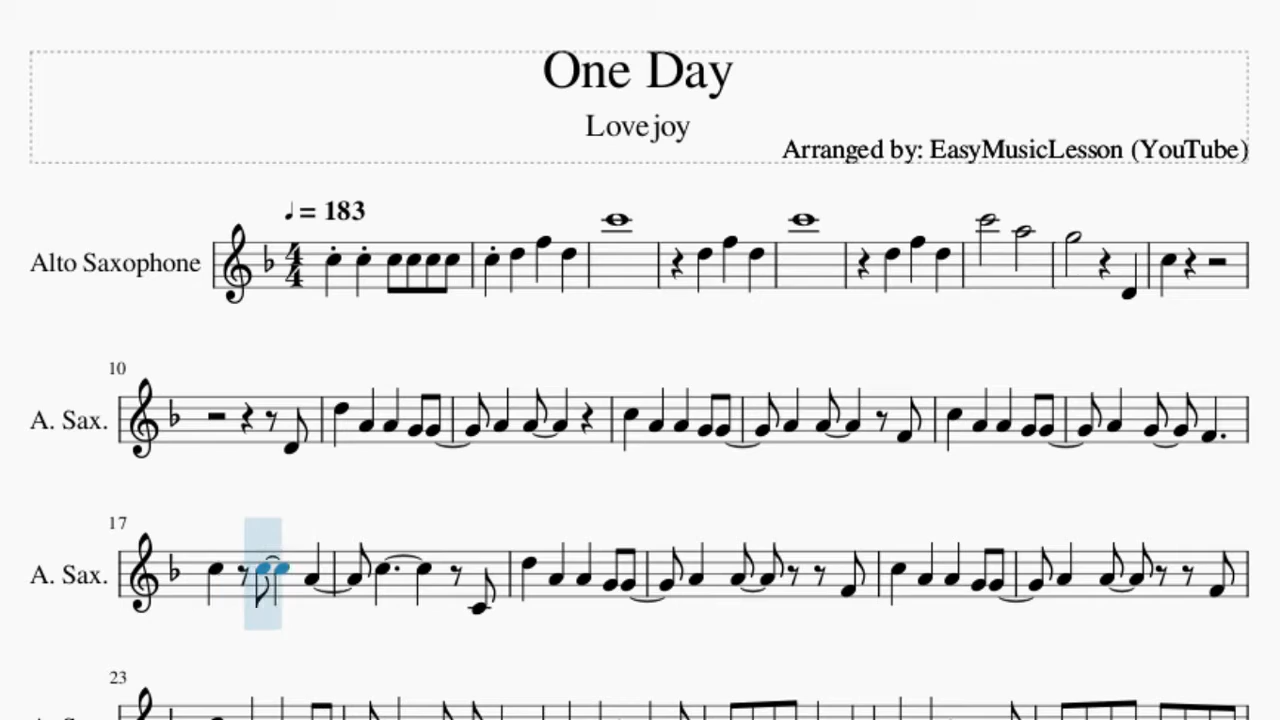 One Day
Lovejoy
Arranged by: EasyMusicLesson (YouTube)
♩ = 183
Alto Saxophone
10
A. Sax.
17
A. Sax.
23